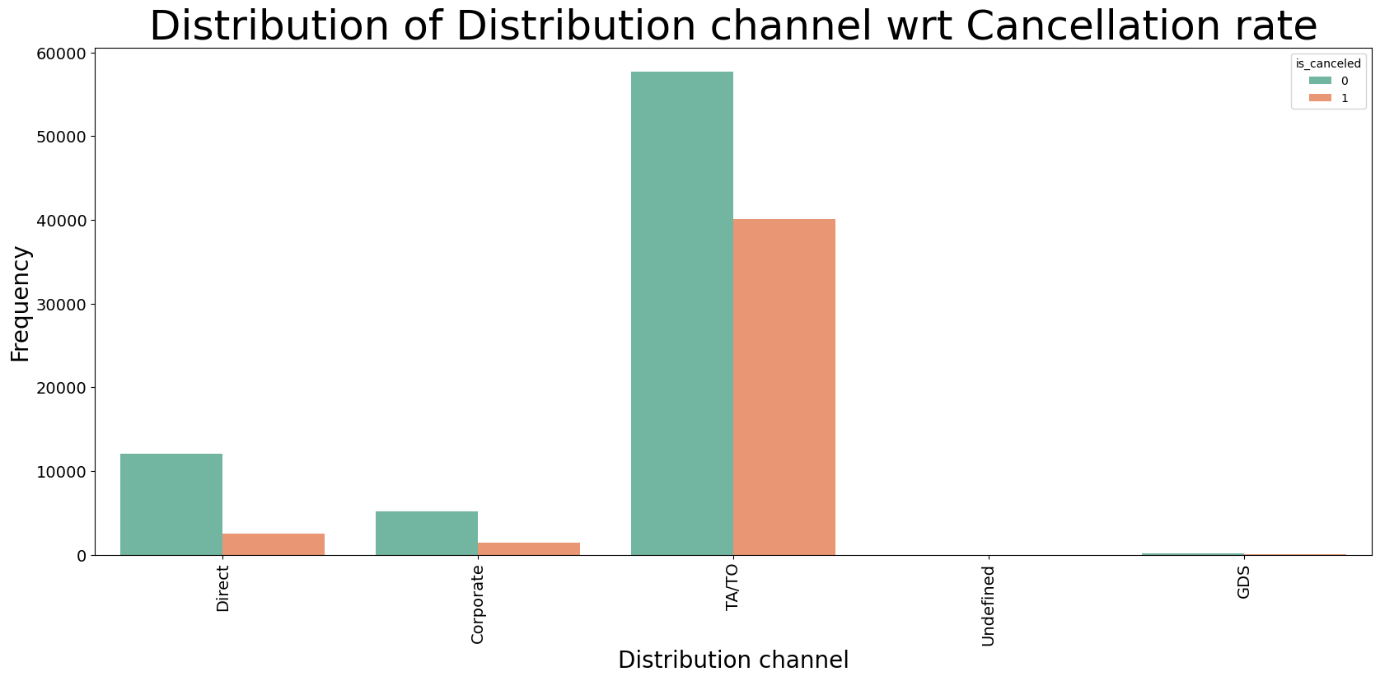 Distribution of Distribution channel wrt Cancellation rate
is_canceled
0
1
60000
50000
40000
30000
20000
10000
0
Frequency
Direct
Corporate
TA/TO
Undefined
GDS
Distribution channel